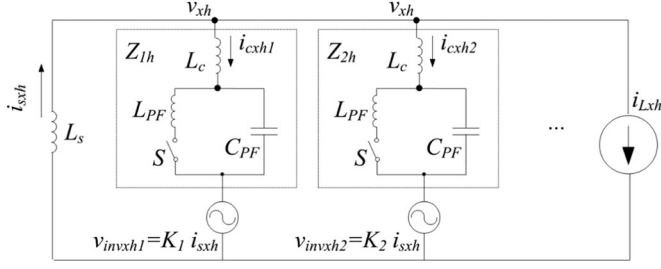 v_xh v_xh
Z_1h i_cxh1 Z_2h i_cxh2
L_c L_c
i_sxh L_PF L_PF i_Lxh
L_s ...
S C_PF S C_PF
v_invxh1=K_1 i_sxh v_invxh2=K_2 i_sxh